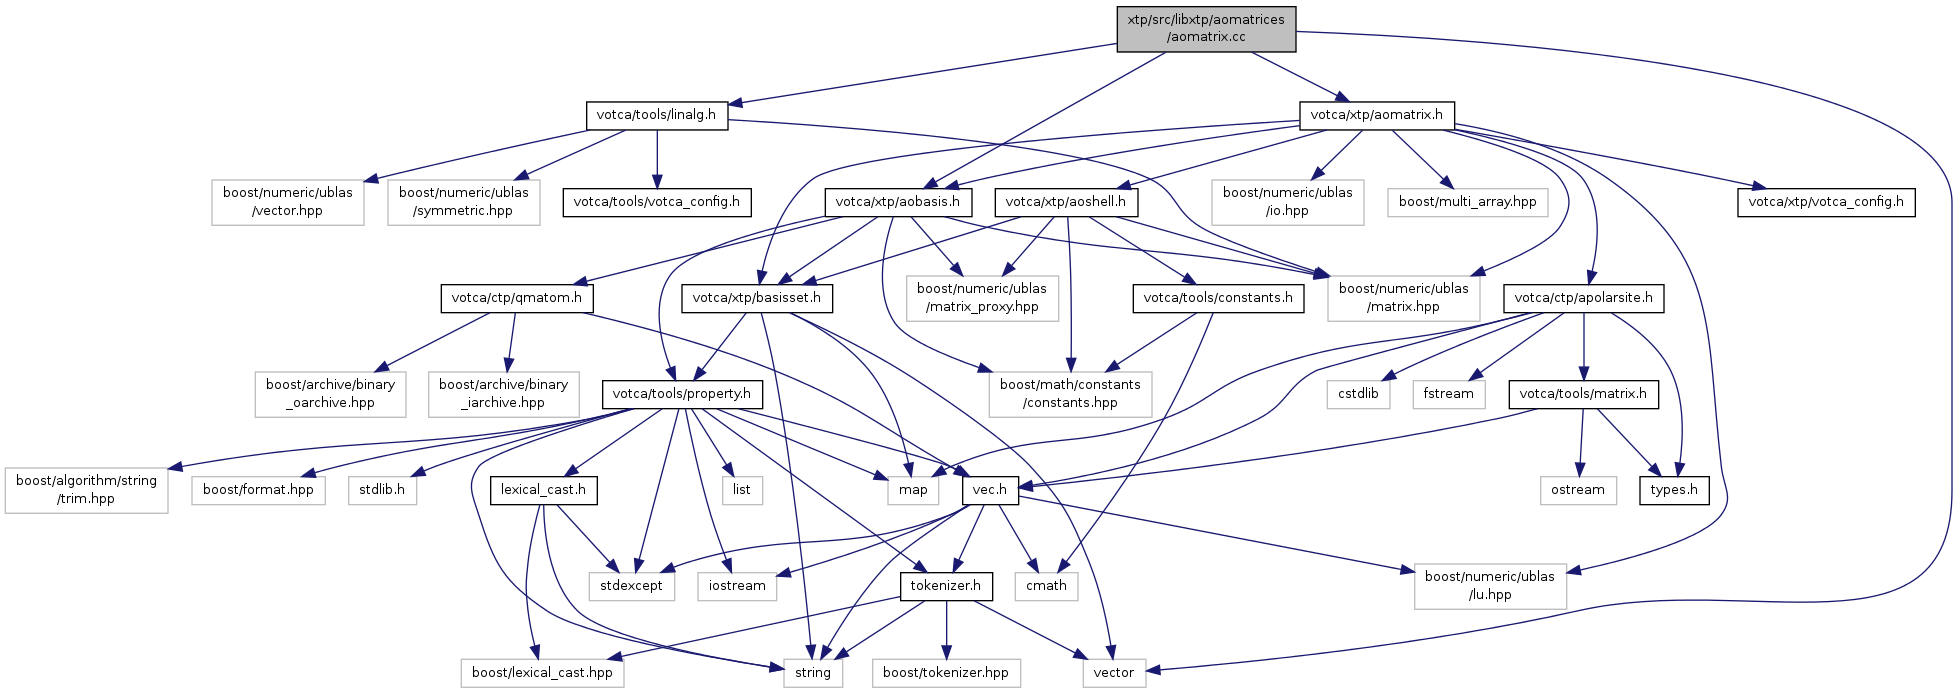 xtp/src/libxtp/aomatrices
/aomatrix.cc
votca/tools/linalg.h
votca/xtp/aomatrix.h
boost/numeric/ublas
/vector.hpp
boost/numeric/ublas
/symmetric.hpp
votca/tools/votca_config.h
votca/xtp/aobasis.h
votca/xtp/aoshell.h
boost/numeric/ublas
/io.hpp
boost/multi_array.hpp
votca/xtp/votca_config.h
votca/ctp/qmatom.h
votca/xtp/basisset.h
boost/numeric/ublas
/matrix_proxy.hpp
votca/tools/constants.h
boost/numeric/ublas
/matrix.hpp
votca/ctp/apolarsite.h
boost/archive/binary
_oarchive.hpp
boost/archive/binary
_iarchive.hpp
votca/tools/property.h
boost/math/constants
/constants.hpp
cstdlib
fstream
votca/tools/matrix.h
boost/algorithm/string
/trim.hpp
boost/format.hpp
stdlib.h
lexical_cast.h
list
map
vec.h
ostream
types.h
stdexcept
iostream
tokenizer.h
cmath
boost/numeric/ublas
/lu.hpp
boost/lexical_cast.hpp
string
boost/tokenizer.hpp
vector